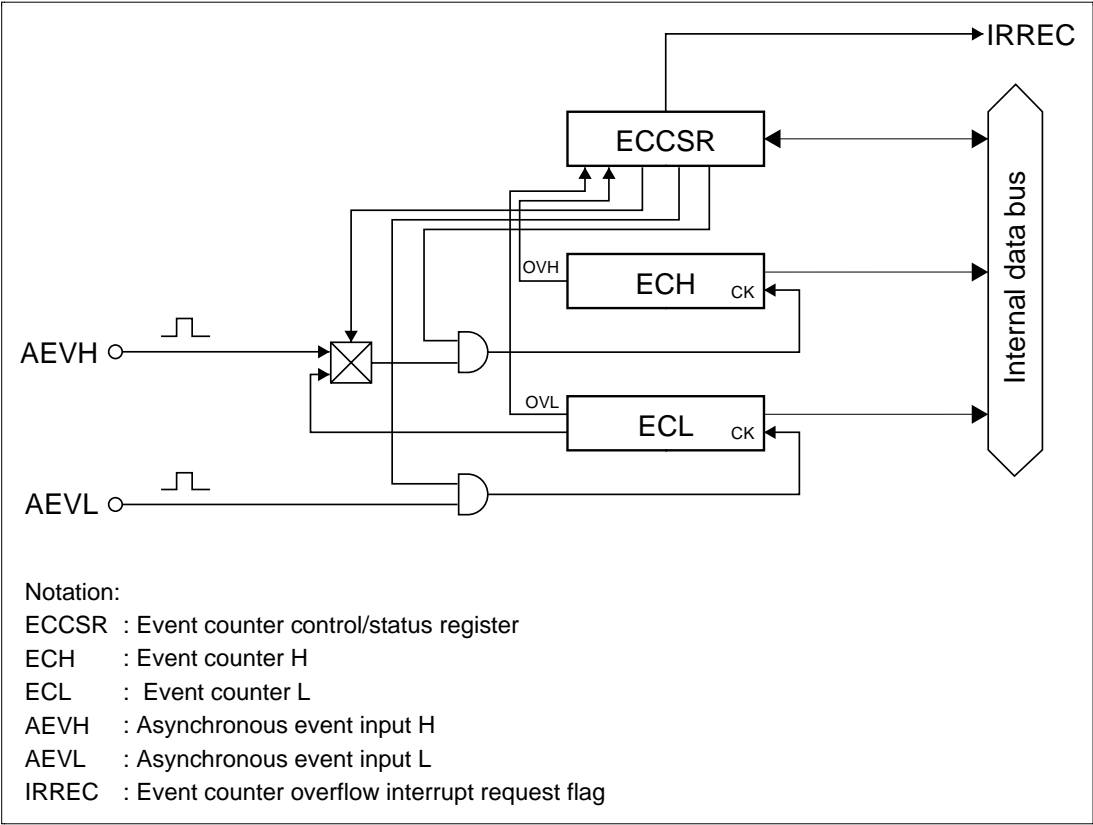 IRREC
ECCSR
Internal data bus
OVH
ECH
CK
AEVH
OVL
ECL
CK
AEVL
Notation:
ECCSR : Event counter control/status register
ECH : Event counter H
ECL : Event counter L
AEVH : Asynchronous event input H
AEVL : Asynchronous event input L
IRREC : Event counter overflow interrupt request flag